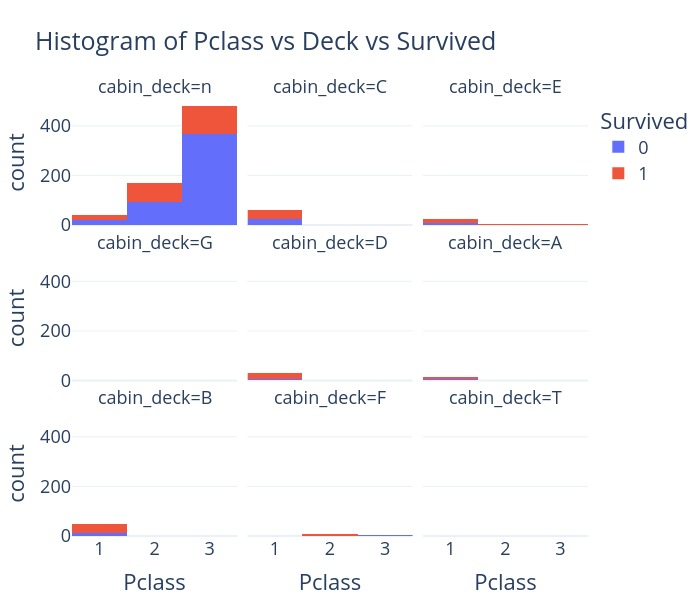 Histogram of Pclass vs Deck vs Survived
cabin_deck=n cabin_deck=C cabin_deck=E
Survived
0
1
count
400
200
0
cabin_deck=G cabin_deck=D cabin_deck=A
count
400
200
0
cabin_deck=B cabin_deck=F cabin_deck=T
count
400
200
0
1 2 3 1 2 3 1 2 3
Pclass Pclass Pclass